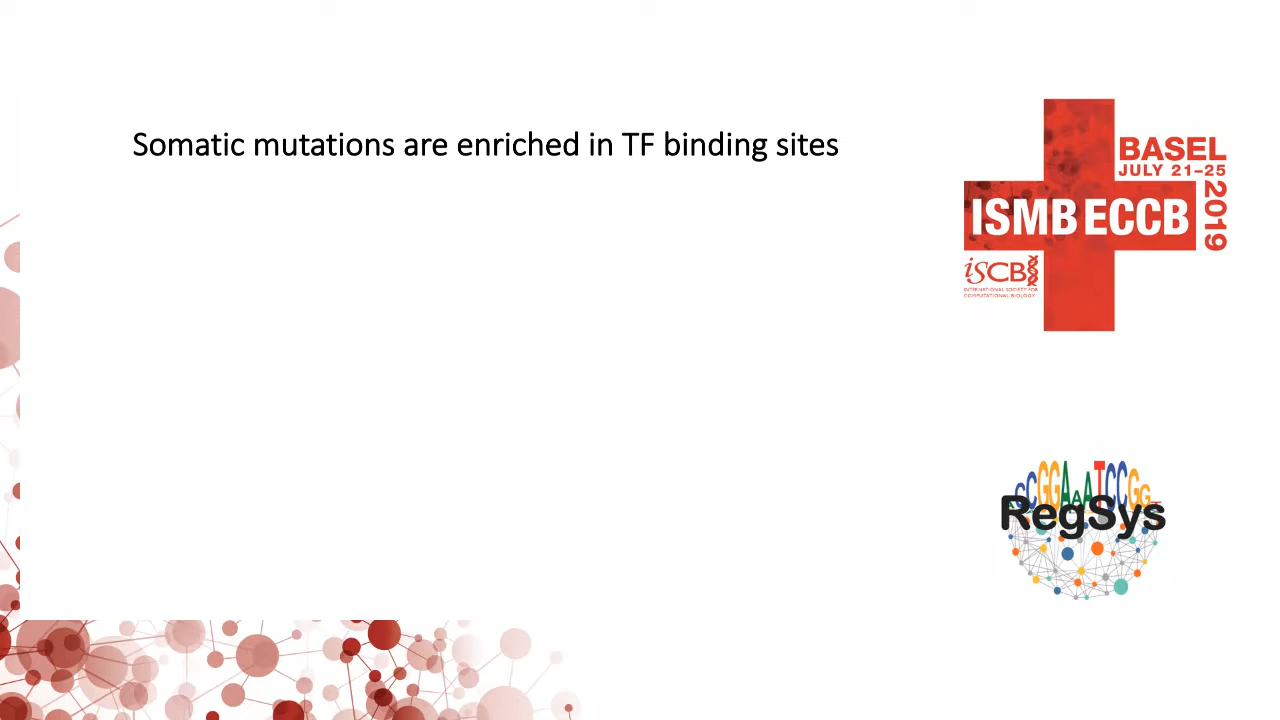 Somatic mutations are enriched in TF binding sites
BASEL
JULY 21–25
2019
ISMB ECCB
iSCB
INTERNATIONAL SOCIETY FOR
COMPUTATIONAL BIOLOGY
CCGGAAATCCGG
RegSys